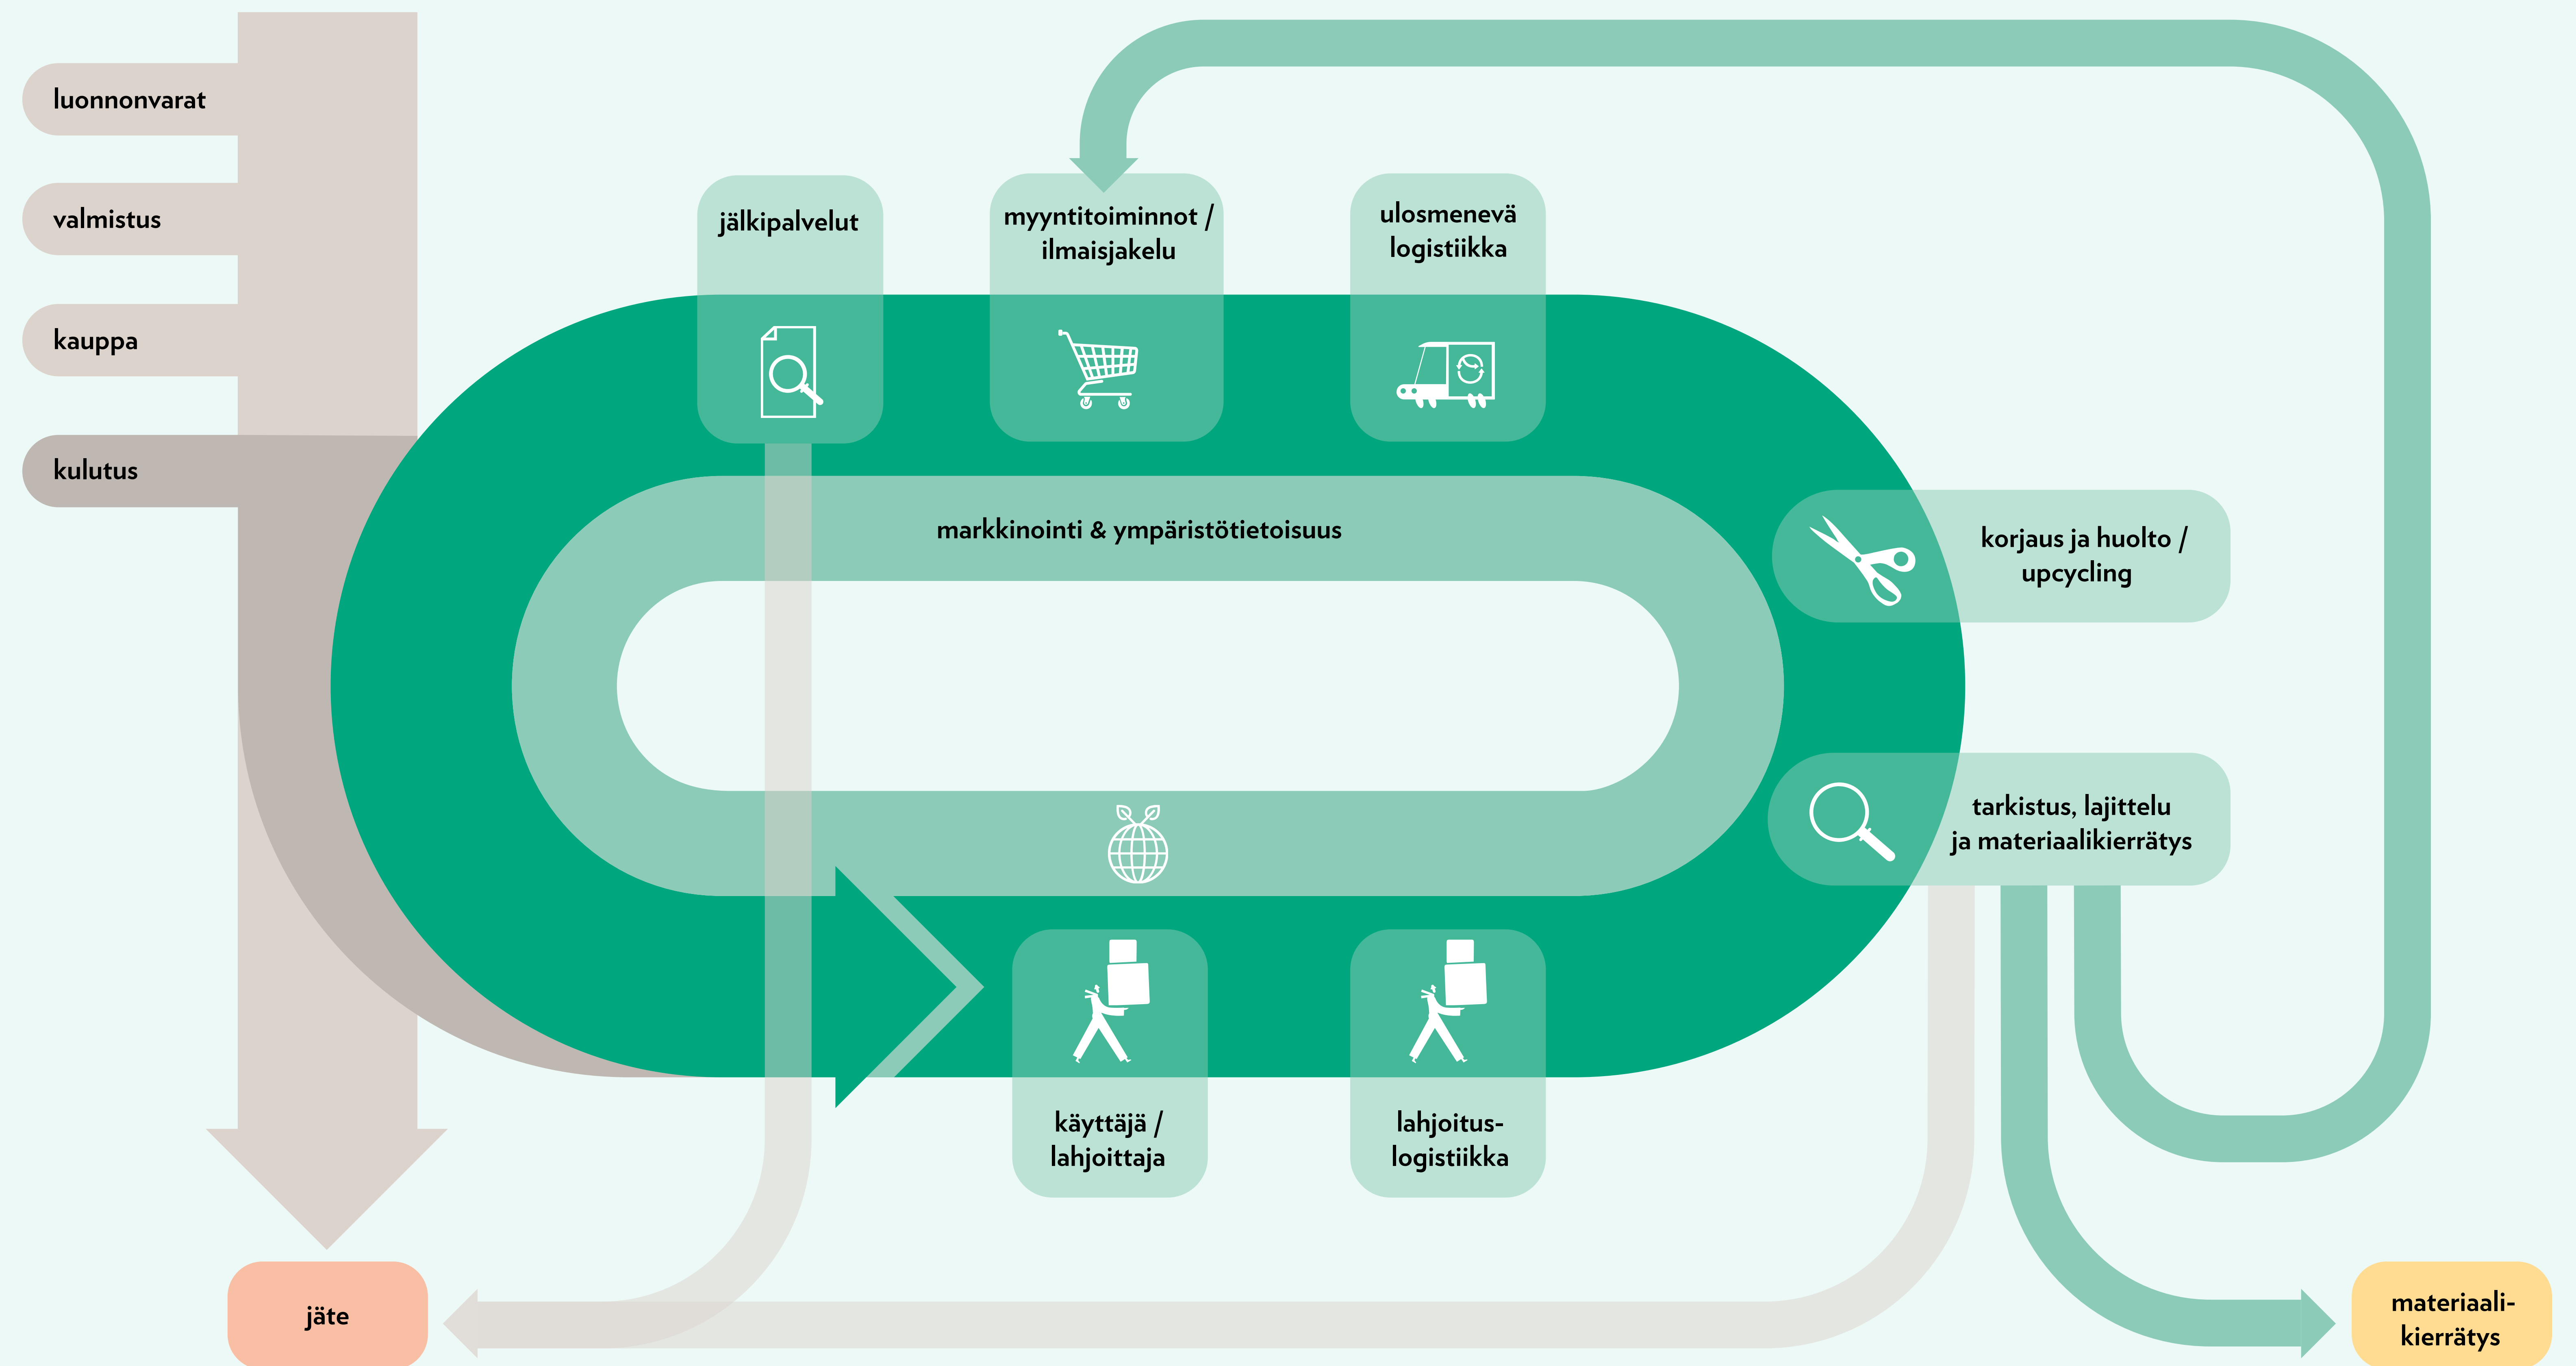 luonnonvarat
valmistus
kauppa
kulutus
jälkipalvelut
myyntitoiminnot /
ilmaisjakelu
ulosmenevä
logistiikka
markkinointi & ympäristötietoisuus
korjaus ja huolto /
upcycling
tarkistus, lajittelu
ja materiaalikierrätys
käyttäjä /
lahjoittaja
lahjoitus-
logistiikka
jäte
materiaali-
kierrätys